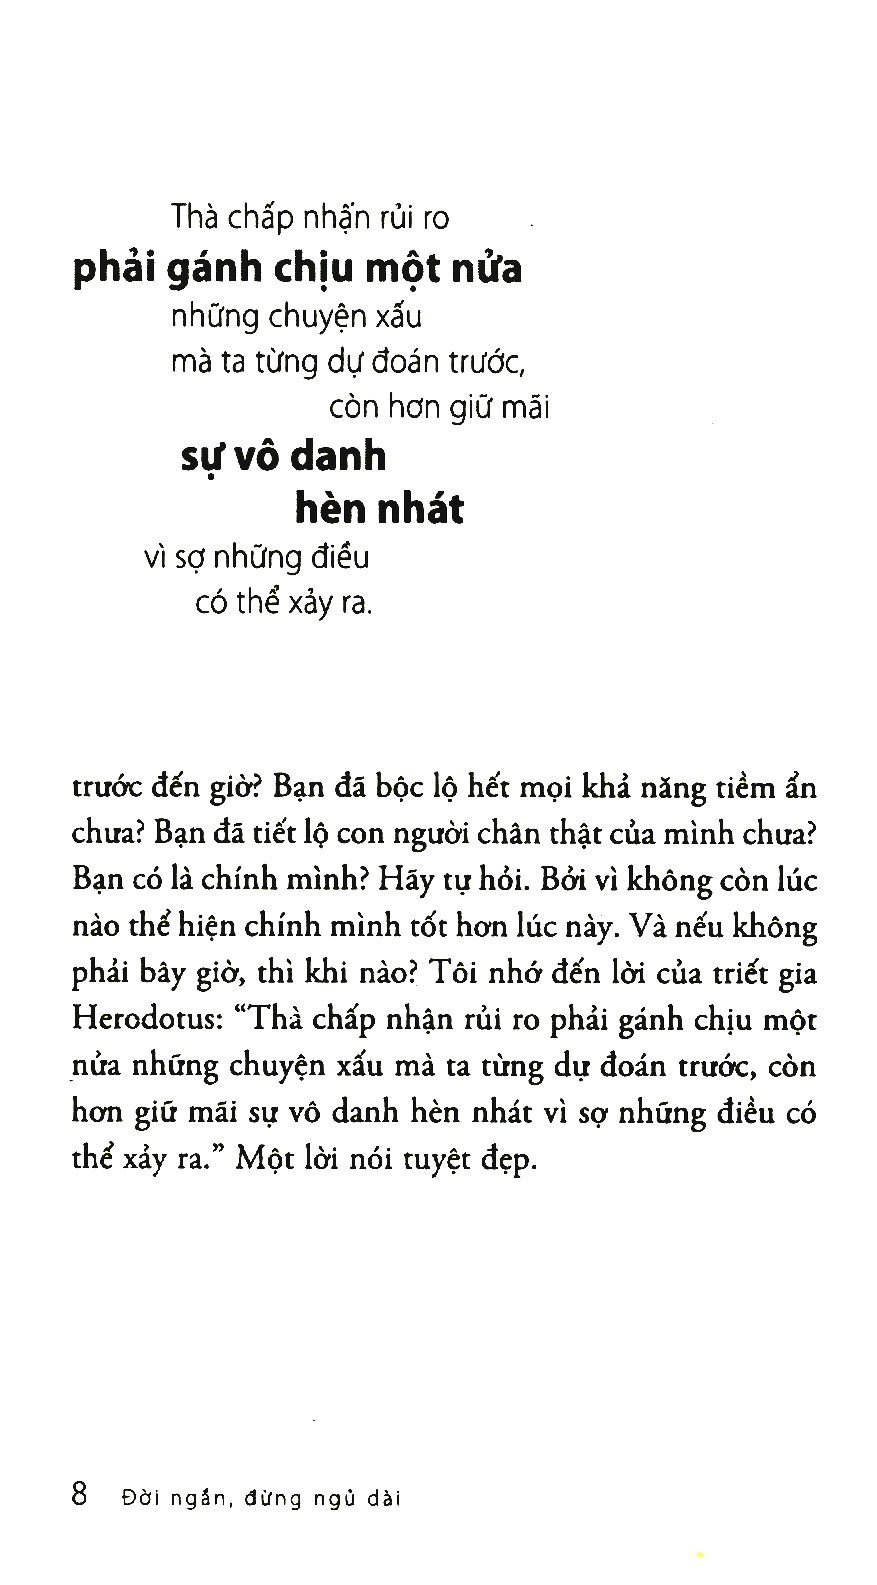 Thà chấp nhận rủi ro
phải gánh chịu một nửa
những chuyện xấu
mà ta từng dự đoán trước,
còn hơn giữ mãi
sự vô danh
hèn nhát
vì sợ những điều
có thể xảy ra.
trước đến giờ? Bạn đã bộc lộ hết mọi khả năng tiềm ẩn
chưa? Bạn đã tiết lộ con người chân thật của mình chưa?
Bạn có là chính mình? Hãy tự hỏi. Bởi vì không còn lúc
nào thể hiện chính mình tốt hơn lúc này. Và nếu không
phải bây giờ, thì khi nào? Tôi nhớ đến lời của triết gia
Herodotus: “Thà chấp nhận rủi ro phải gánh chịu một
nửa những chuyện xấu mà ta từng dự đoán trước, còn
hơn giữ mãi sự vô danh hèn nhát vì sợ những điều có
thể xảy ra.” Một lời nói tuyệt đẹp.
8 Đời ngắn, đừng ngủ dài